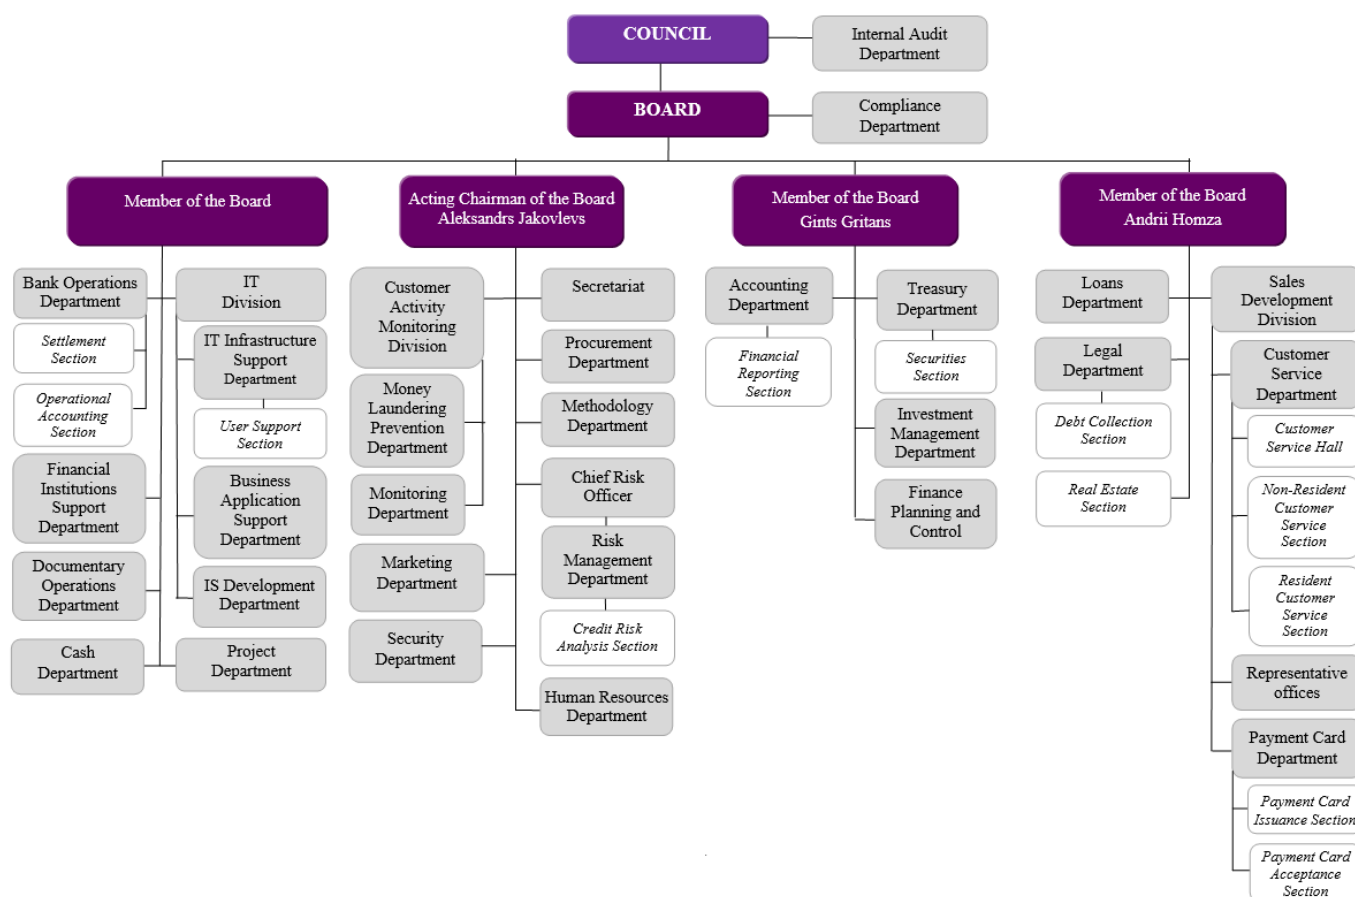 COUNCIL
Internal Audit
Department
BOARD
Compliance
Department
Member of the Board
Acting Chairman of the Board
Aleksandrs Jakovlevs
Member of the Board
Gints Gritans
Member of the Board
Andrii Homza
Bank Operations
Department
Settlement
Section
Operational
Accounting
Section
Financial
Institutions
Support
Department
Documentary
Operations
Department
Cash
Department
IT
Division
IT Infrastructure
Support
Department
User Support
Section
Business
Application
Support
Department
IS Development
Department
Project
Department
Customer
Activity
Monitoring
Division
Money
Laundering
Prevention
Department
Monitoring
Department
Marketing
Department
Security
Department
Secretariat
Procurement
Department
Methodology
Department
Chief Risk
Officer
Risk
Management
Department
Credit Risk
Analysis Section
Human Resources
Department
Accounting
Department
Financial
Reporting
Section
Treasury
Department
Securities
Section
Investment
Management
Department
Finance
Planning and
Control
Loans
Department
Legal
Department
Debt Collection
Section
Real Estate
Section
Sales
Development
Division
Customer
Service
Department
Customer
Service Hall
Non-Resident
Customer
Service
Section
Resident
Customer
Service
Section
Representative
offices
Payment Card
Department
Payment Card
Issuance Section
Payment Card
Acceptance
Section